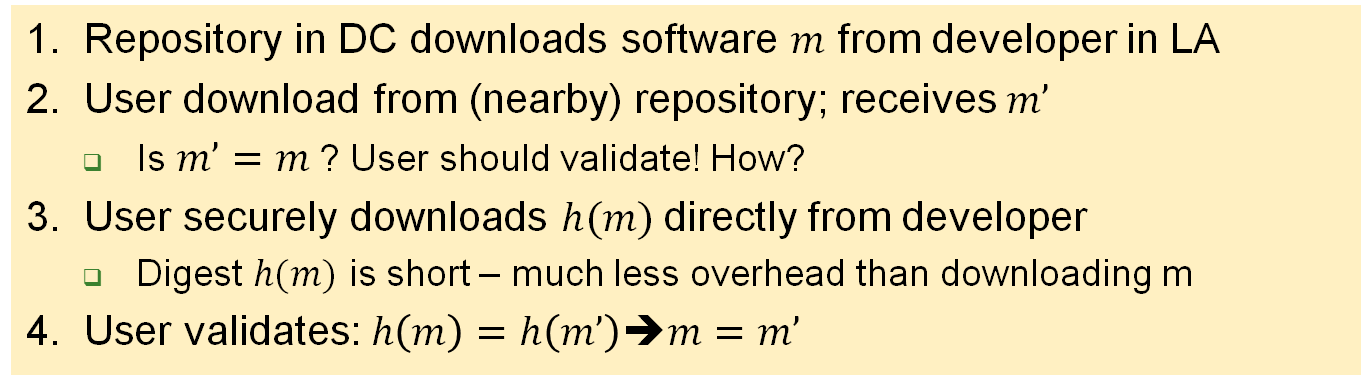 1. Repository in DC downloads software m from developer in LA
2. User download from (nearby) repository; receives m'
❑ Is m' = m ? User should validate! How?
3. User securely downloads h(m) directly from developer
❑ Digest h(m) is short – much less overhead than downloading m
4. User validates: h(m) = h(m')➔m = m'